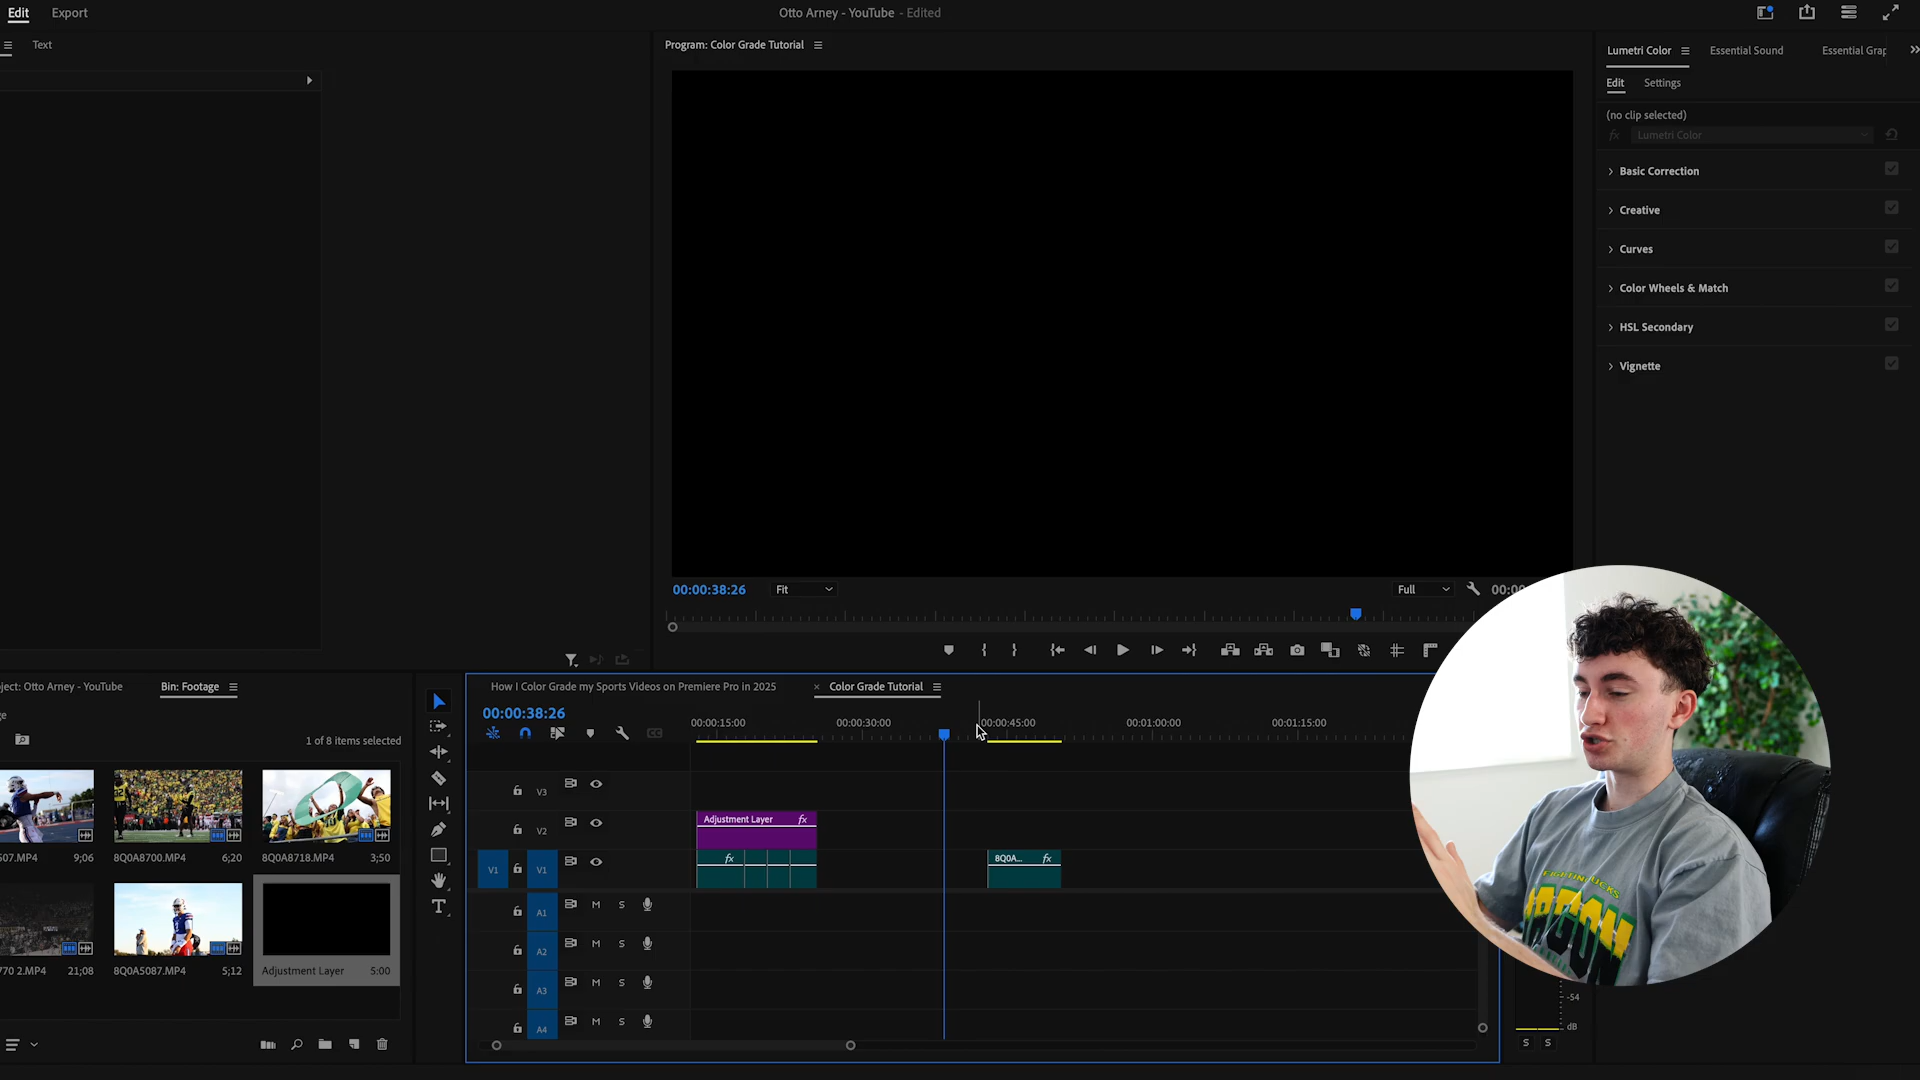 Edit
Export
Otto Arney - YouTube - Edited
Text
Program: Color Grade Tutorial
Lumetri Color
Essential Sound
Essential Grap
Edit
Settings
(no clip selected)
fx
Lumetri Color
Basic Correction
Creative
Curves
Color Wheels & Match
HSL Secondary
Vignette
00:00:38:26
Fit
Full
00:00
ject: Otto Arney - YouTube
Bin: Footage
ge
1 of 8 items selected
507.MP4
9;06
8Q0A8700.MP4
6;20
8Q0A8718.MP4
3;50
770 2.MP4
21;08
8Q0A5087.MP4
5;12
Adjustment Layer
5:00
How I Color Grade my Sports Videos on Premiere Pro in 2025
× Color Grade Tutorial
00:00:38:26
00:00:15:00
00:00:30:00
00:00:45:00
00:01:00:00
00:01:15:00
V3
V2
V1
V1
A1
M
S
A2
M
S
A3
M
S
A4
M
S
Adjustment Layer
fx
fx
8Q0A...
fx
FIGHTIN' DUCKS
OREGON
-54
dB
S
S